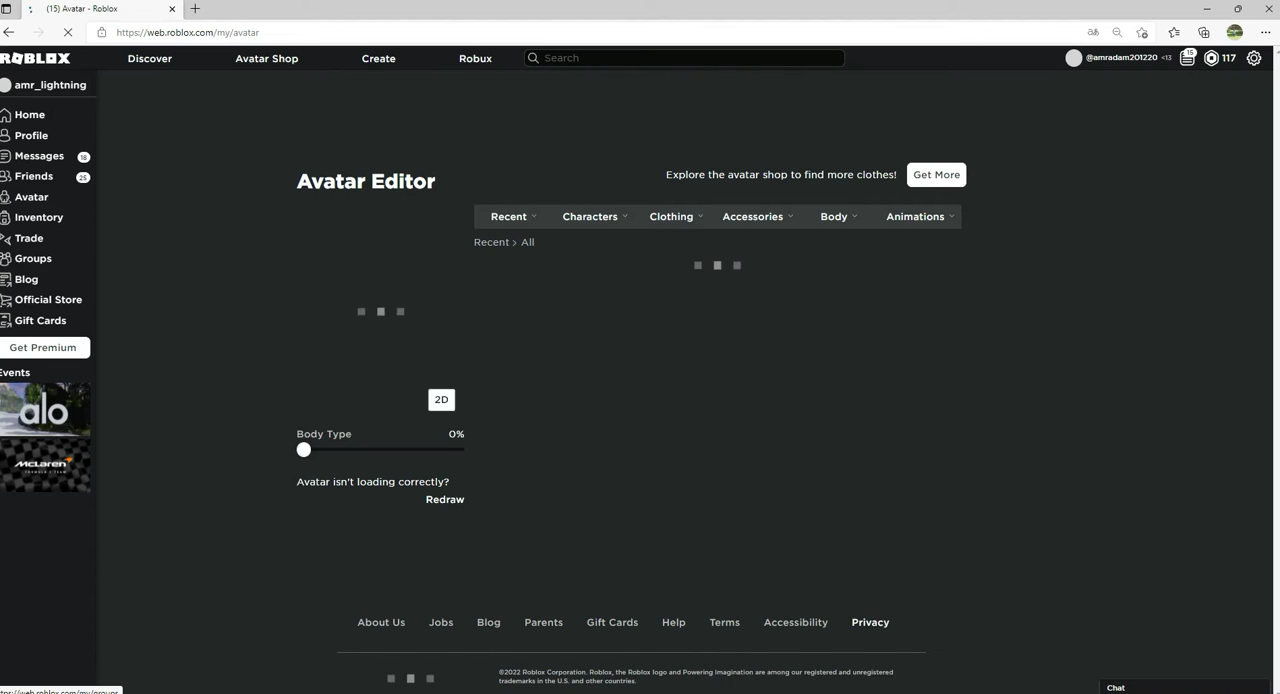 (15) Avatar - Roblox
https://web.roblox.com/my/avatar
ROBLOX
Discover
Avatar Shop
Create
Robux
Search
@amradam201220 <13
15
117
amr_lightning
Home
Profile
Messages 18
Friends 25
Avatar
Inventory
Trade
Groups
Blog
Official Store
Gift Cards
Get Premium
Events
alo
McLaren
Avatar Editor
Explore the avatar shop to find more clothes!
Get More
Recent
Characters
Clothing
Accessories
Body
Animations
Recent > All
2D
Body Type 0%
Avatar isn't loading correctly?
Redraw
About Us
Jobs
Blog
Parents
Gift Cards
Help
Terms
Accessibility
Privacy
©2022 Roblox Corporation. Roblox, the Roblox logo and Powering Imagination are among our registered and unregistered
trademarks in the U.S. and other countries.
Chat